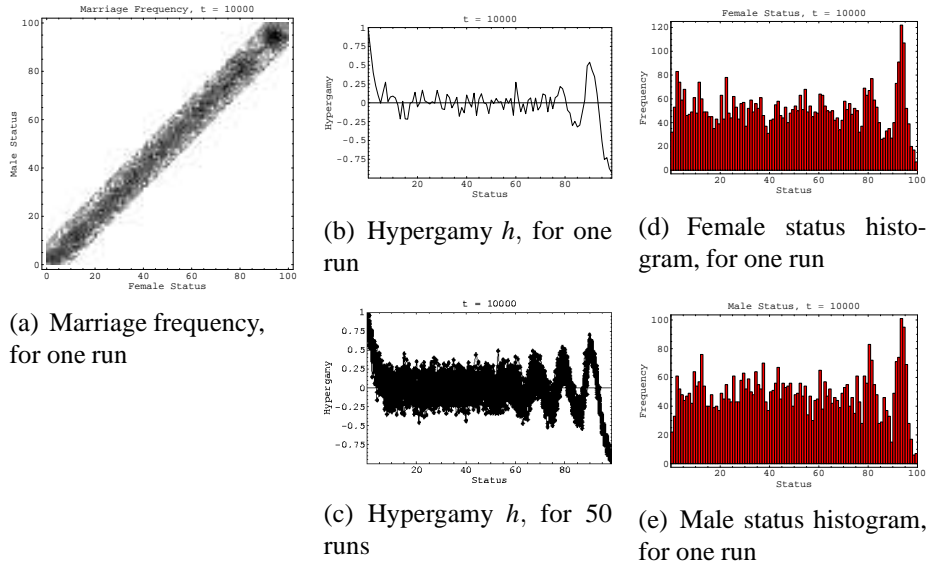 Marriage Frequency, t = 10000
100
80
60
40
20
0
Male Status
0 20 40 60 80 100
Female Status
(a) Marriage frequency,
for one run
t = 10000
1
0.75
0.5
0.25
0
-0.25
-0.5
-0.75
Hypergamy
20 40 60 80
Status
(b) Hypergamy h, for one
run
t = 10000
1
0.75
0.5
0.25
0
-0.25
-0.5
-0.75
Hypergamy
20 40 60 80
Status
(c) Hypergamy h, for 50
runs
Female Status, t = 10000
120
100
80
60
40
20
0
Frequency
20 40 60 80 100
Status
(d) Female status histo-
gram, for one run
Male Status, t = 10000
100
80
60
40
20
0
Frequency
20 40 60 80 100
Status
(e) Male status histogram,
for one run